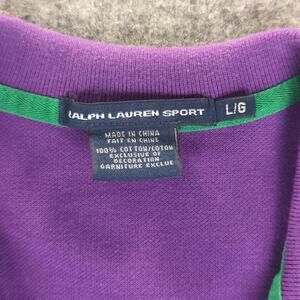 RALPH LAUREN SPORT
L/G
MADE IN CHINA
FAIT EN CHINE
100% COTTON/COTON
EXCLUSIVE OF
DECORATION
GARNITURE EXCLUE